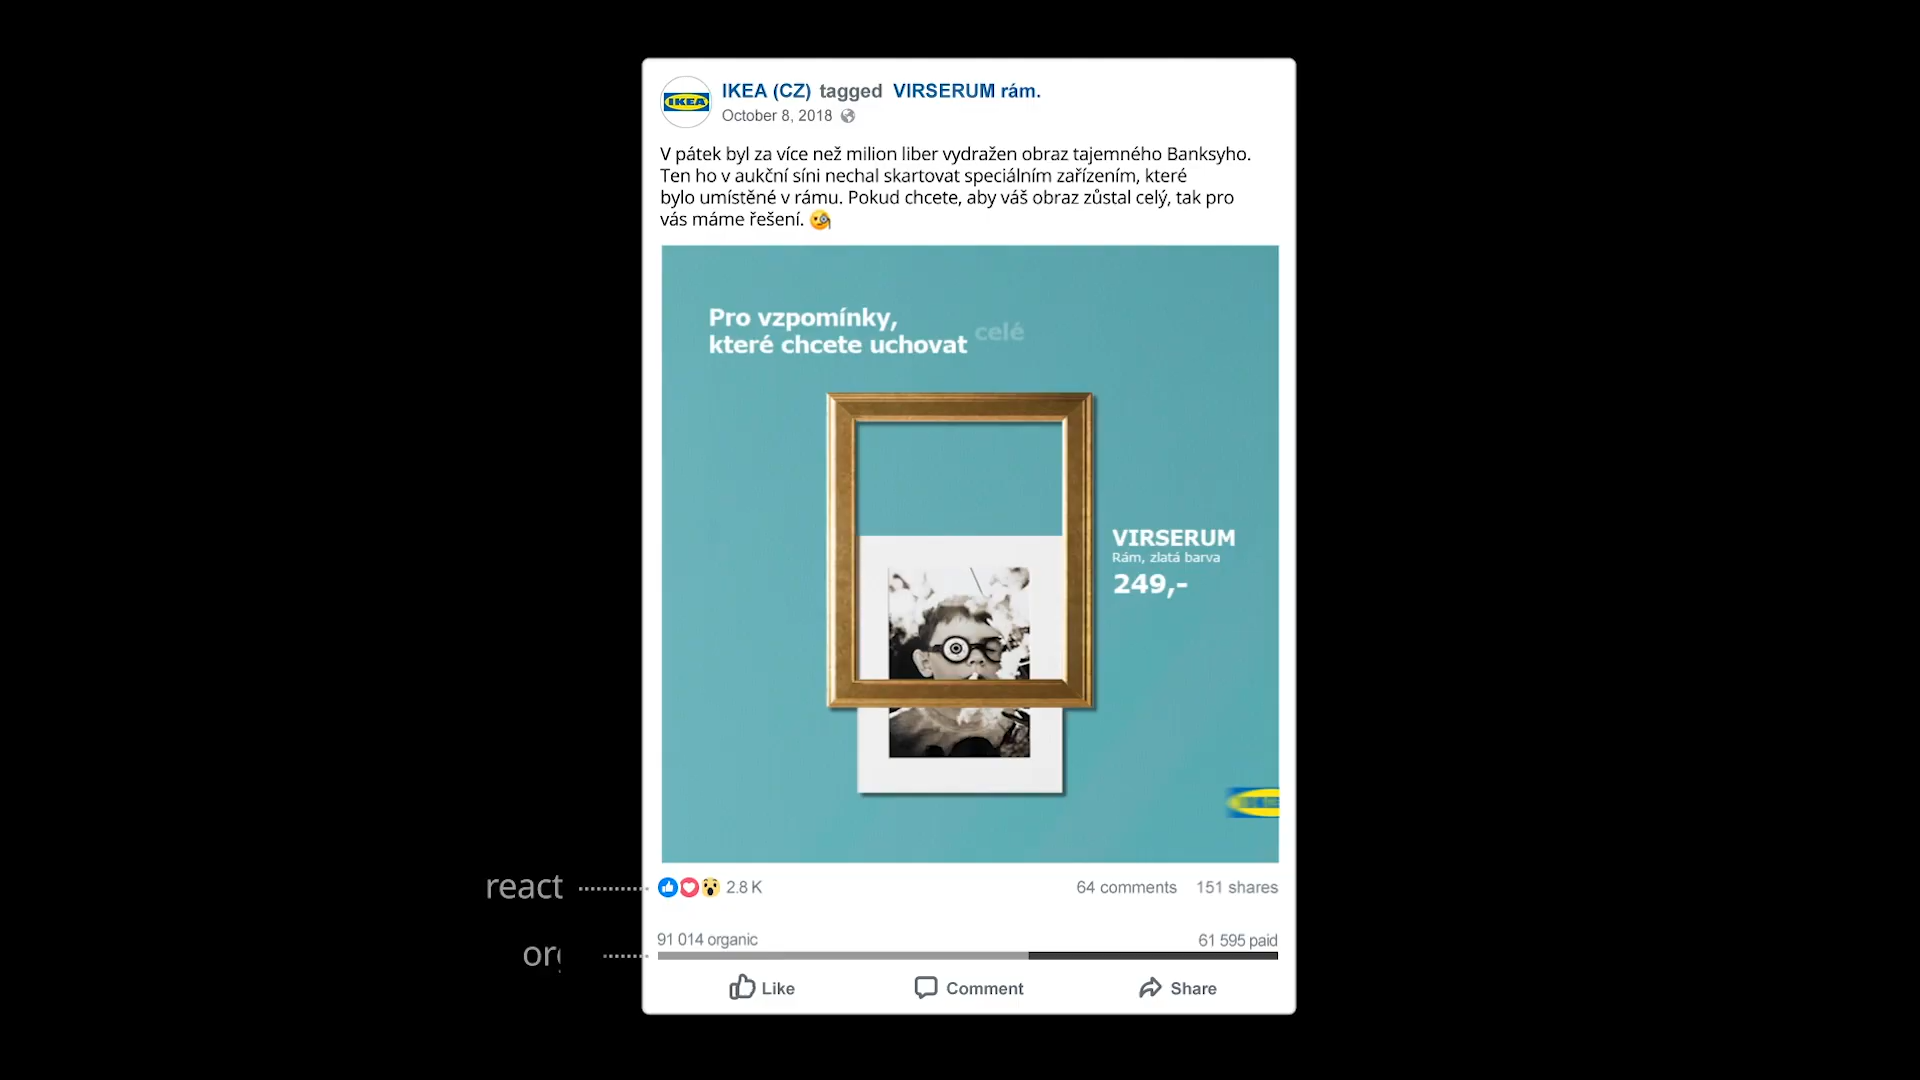 IKEA
IKEA (CZ) tagged VIRSERUM rám.
October 8, 2018
V pátek byl za více než milion liber vydražen obraz tajemného Banksyho.
Ten ho v aukční síni nechal skartovat speciálním zařízením, které
bylo umístěné v rámu. Pokud chcete, aby váš obraz zůstal celý, tak pro
vás máme řešení.
Pro vzpomínky,
které chcete uchovat celé
VIRSERUM
Rám, zlatá barva
249,-
react
2.8 K
64 comments
151 shares
91 014 organic
61 595 paid
Like
Comment
Share